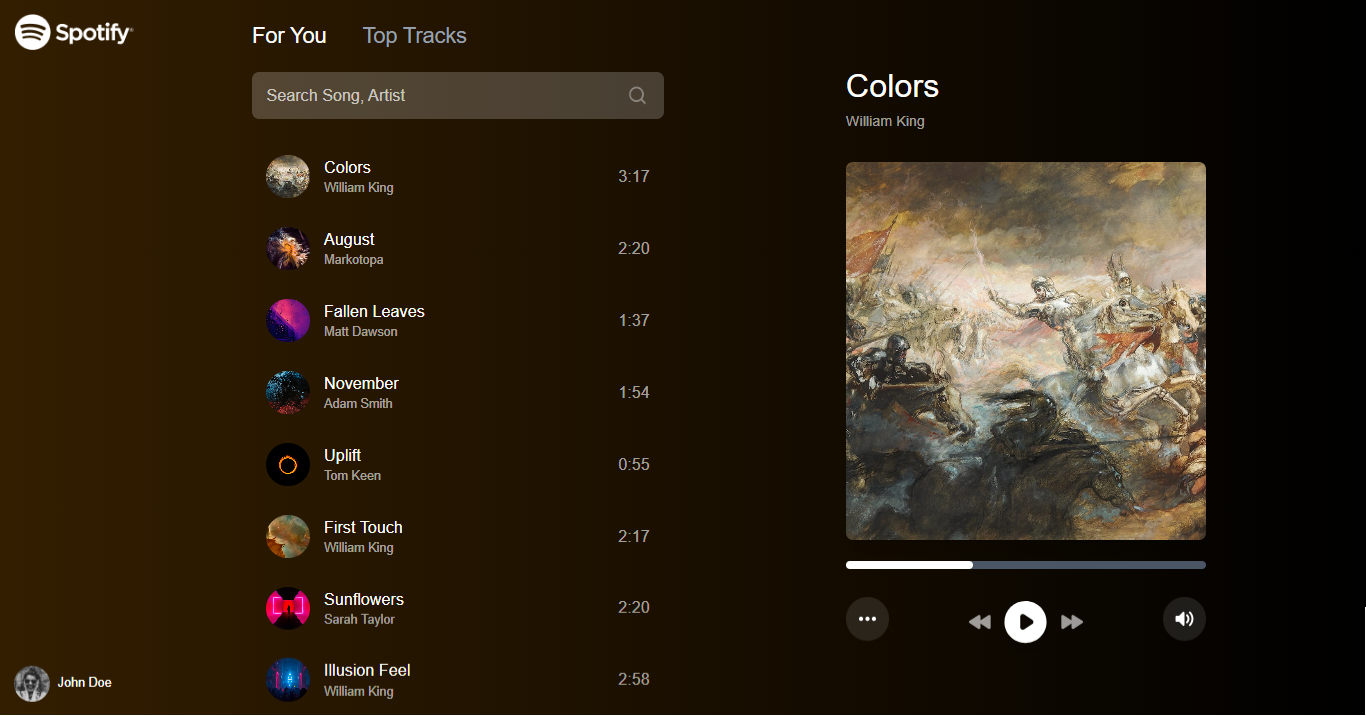 Spotify
For You
Top Tracks
Search Song, Artist
Colors
William King
3:17
August
Markotopa
2:20
Fallen Leaves
Matt Dawson
1:37
November
Adam Smith
1:54
Uplift
Tom Keen
0:55
First Touch
William King
2:17
Sunflowers
Sarah Taylor
2:20
Illusion Feel
William King
2:58
John Doe
Colors
William King